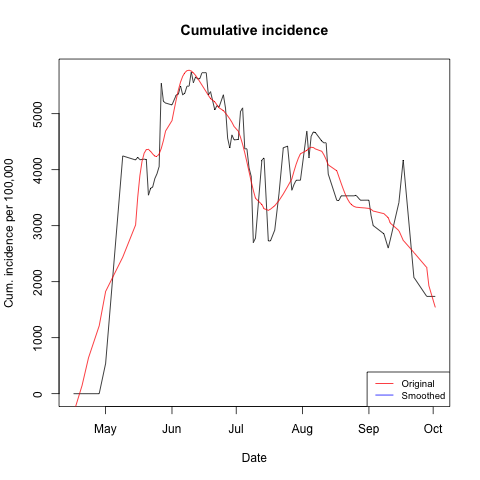 Cumulative incidence
Cum. incidence per 100,000
5000
4000
3000
2000
1000
0
Original
Smoothed
May Jun Jul Aug Sep Oct
Date